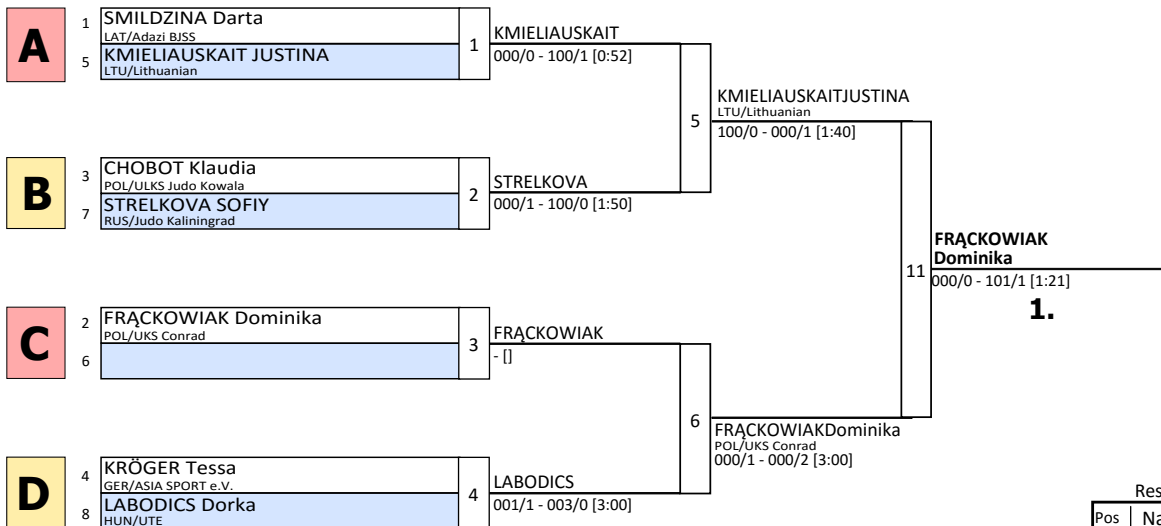 A
1
SMILDZINA Darta
LAT/Adazi BJSS
5
KMIELIAUSKAIT JUSTINA
LTU/Lithuanian
1
KMIELIAUSKAIT
000/0 - 100/1 [0:52]
B
3
CHOBOT Klaudia
POL/ULKS Judo Kowala
7
STRELKOVA SOFIY
RUS/Judo Kaliningrad
2
STRELKOVA
000/1 - 100/0 [1:50]
5
KMIELIAUSKAITJUSTINA
LTU/Lithuanian
100/0 - 000/1 [1:40]
C
2
FRĄCKOWIAK Dominika
POL/UKS Conrad
6
3
FRĄCKOWIAK
- []
D
4
KRÖGER Tessa
GER/ASIA SPORT e.V.
8
LABODICS Dorka
HUN/UTE
4
LABODICS
001/1 - 003/0 [3:00]
6
FRĄCKOWIAKDominika
POL/UKS Conrad
000/1 - 000/2 [3:00]
11
FRĄCKOWIAK
Dominika
000/0 - 101/1 [1:21]
1.
Res
Pos Na